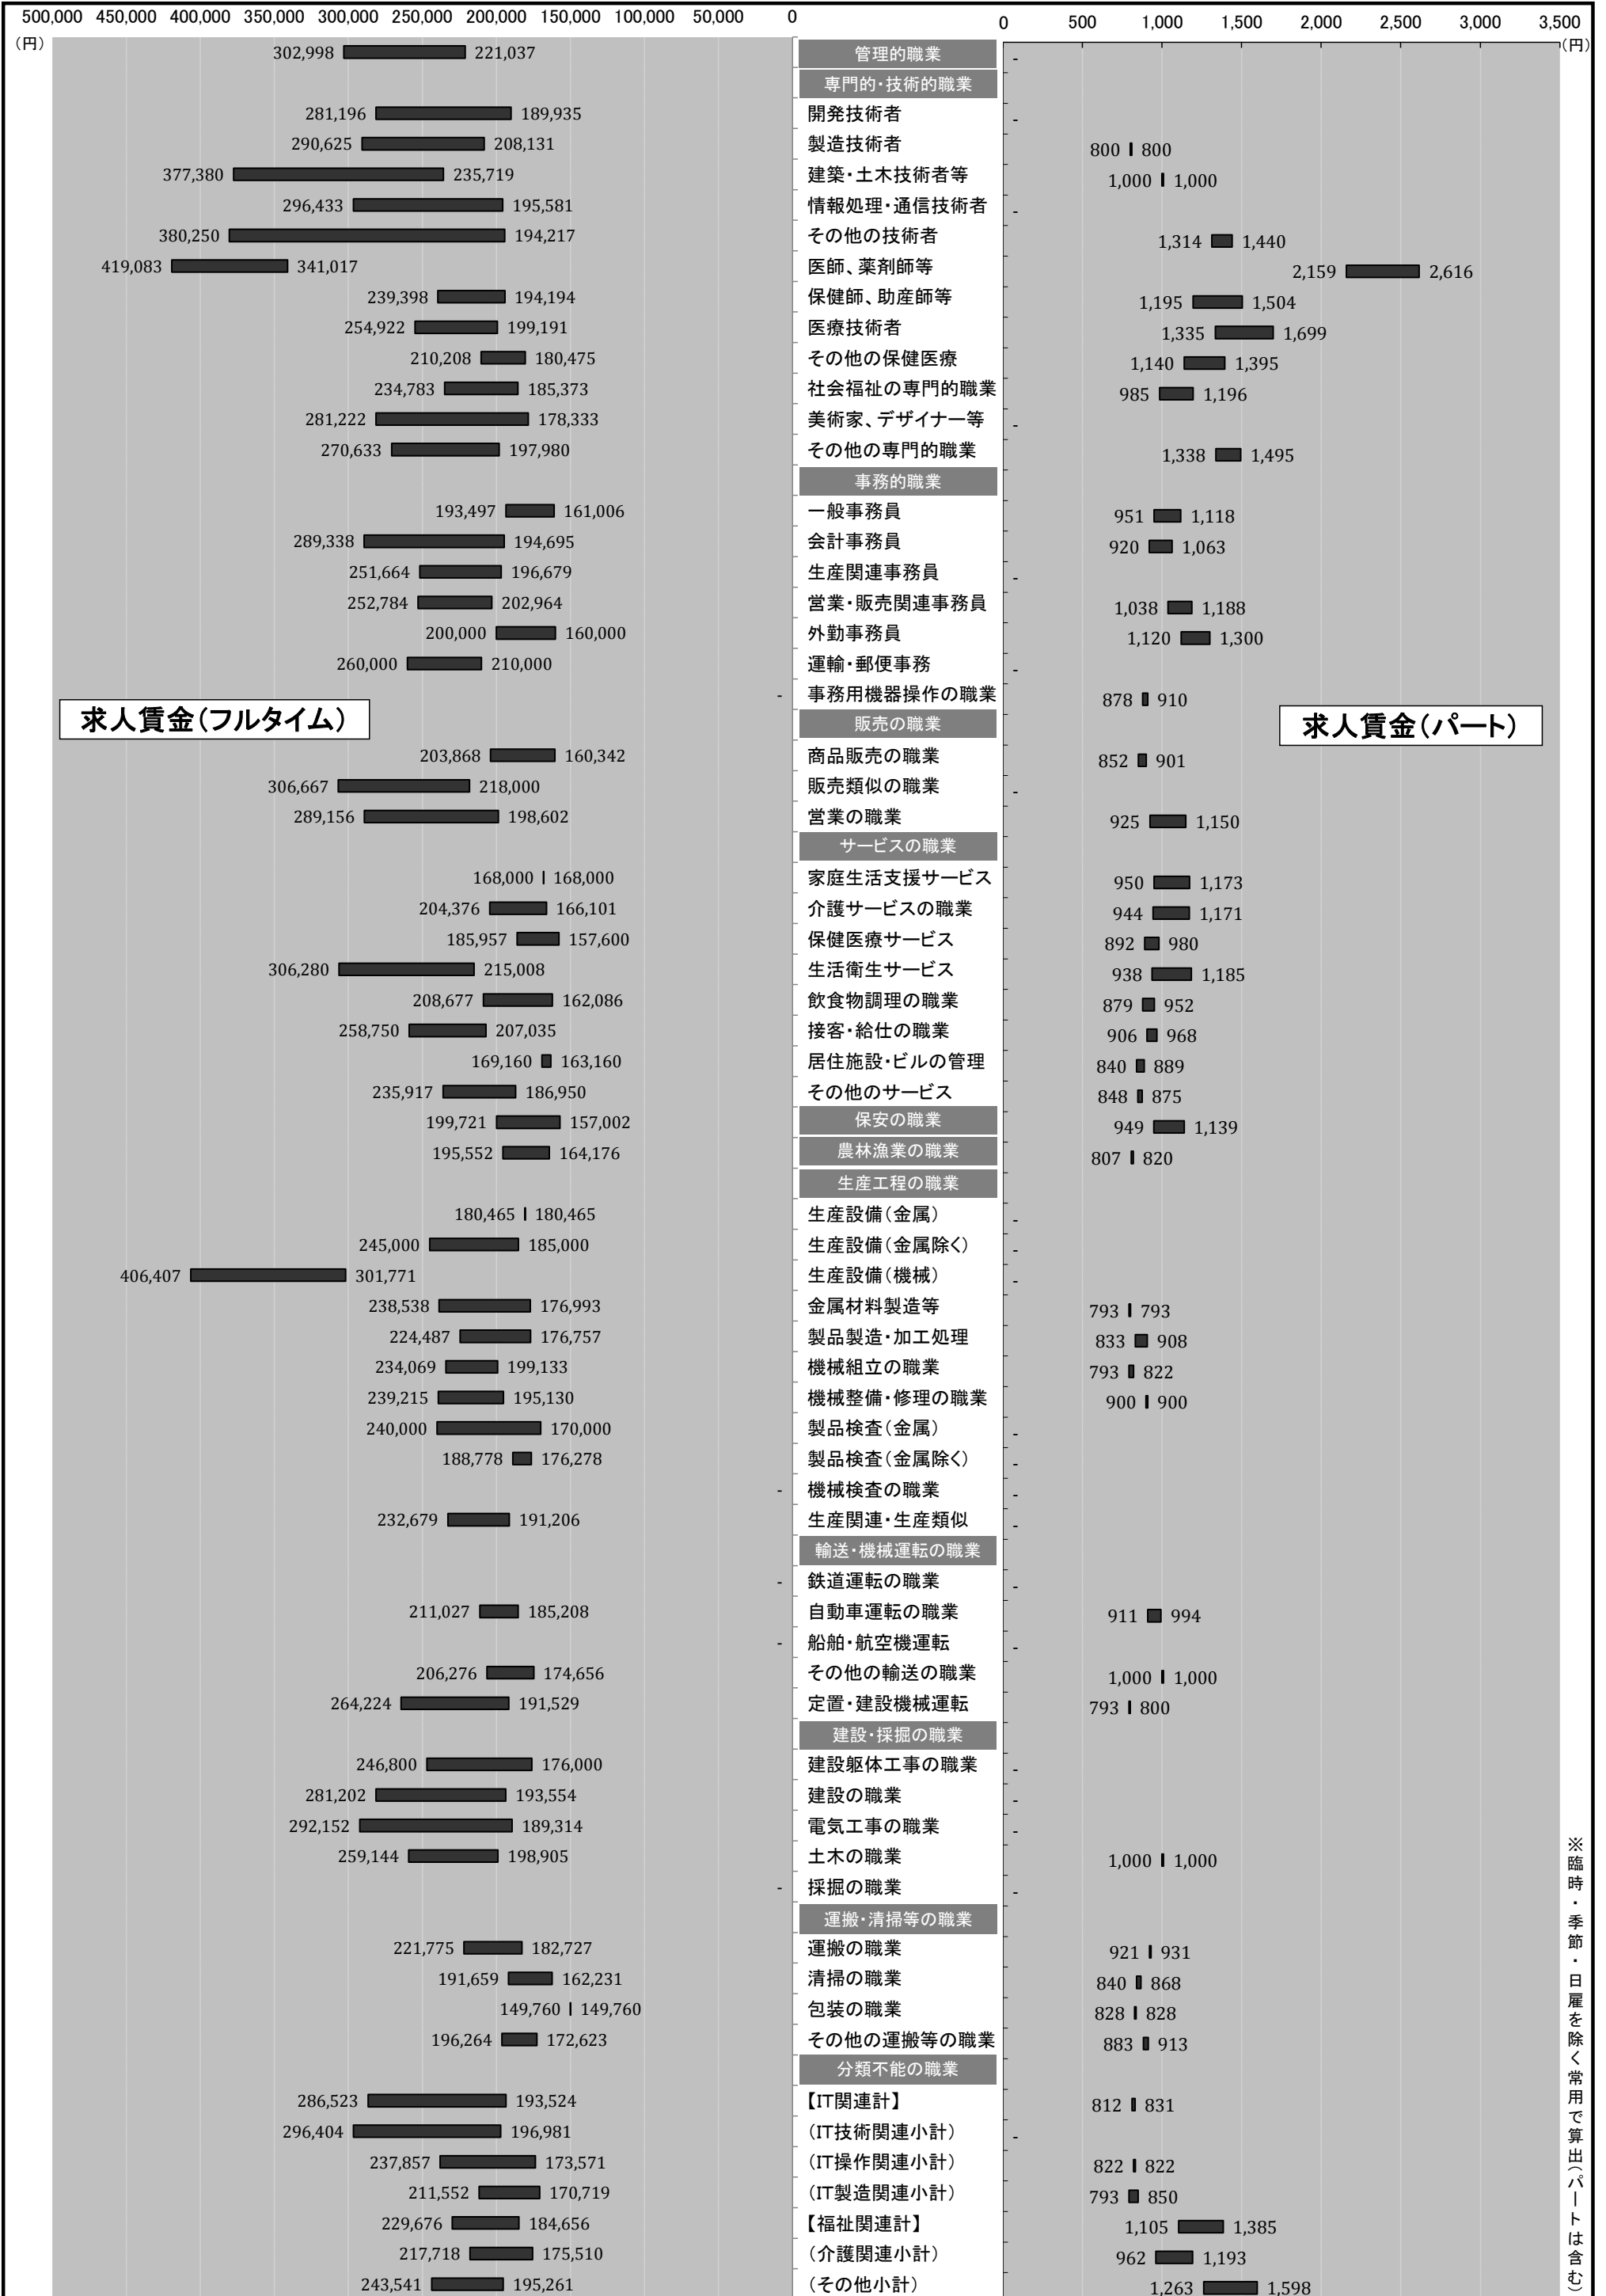 500,000 450,000 400,000 350,000 300,000 250,000 200,000 150,000 100,000 50,000 0 0 500 1,000 1,500 2,000 2,500 3,000 3,500
(円) (円)
302,998 221,037 管理的職業 -
専門的・技術的職業
281,196 189,935 開発技術者 -
290,625 208,131 製造技術者 800 800
377,380 235,719 建築・土木技術者等 1,000 1,000
296,433 195,581 情報処理・通信技術者 -
380,250 194,217 その他の技術者 1,314 1,440
419,083 341,017 医師、薬剤師等 2,159 2,616
239,398 194,194 保健師、助産師等 1,195 1,504
254,922 199,191 医療技術者 1,335 1,699
210,208 180,475 その他の保健医療 1,140 1,395
234,783 185,373 社会福祉の専門的職業 985 1,196
281,222 178,333 美術家、デザイナー等 -
270,633 197,980 その他の専門的職業 1,338 1,495
事務的職業
193,497 161,006 一般事務員 951 1,118
289,338 194,695 会計事務員 920 1,063
251,664 196,679 生産関連事務員 -
252,784 202,964 営業・販売関連事務員 1,038 1,188
200,000 160,000 外勤事務員 1,120 1,300
260,000 210,000 運輸・郵便事務 -
- 事務用機器操作の職業 878 910
求人賃金(フルタイム) 販売の職業 求人賃金(パート)
203,868 160,342 商品販売の職業 852 901
306,667 218,000 販売類似の職業 -
289,156 198,602 営業の職業 925 1,150
サービスの職業
168,000 168,000 家庭生活支援サービス 950 1,173
204,376 166,101 介護サービスの職業 944 1,171
185,957 157,600 保健医療サービス 892 980
306,280 215,008 生活衛生サービス 938 1,185
208,677 162,086 飲食物調理の職業 879 952
258,750 207,035 接客・給仕の職業 906 968
169,160 163,160 居住施設・ビルの管理 840 889
235,917 186,950 その他のサービス 848 875
199,721 157,002 保安の職業 949 1,139
195,552 164,176 農林漁業の職業 807 820
生産工程の職業
180,465 180,465 生産設備(金属) -
245,000 185,000 生産設備(金属除く) -
406,407 301,771 生産設備(機械) -
238,538 176,993 金属材料製造等 793 793
224,487 176,757 製品製造・加工処理 833 908
234,069 199,133 機械組立の職業 793 822
239,215 195,130 機械整備・修理の職業 900 900
240,000 170,000 製品検査(金属) -
188,778 176,278 製品検査(金属除く) -
- 機械検査の職業 -
232,679 191,206 生産関連・生産類似 -
輸送・機械運転の職業
- 鉄道運転の職業 -
211,027 185,208 自動車運転の職業 911 994
- 船舶・航空機運転 -
206,276 174,656 その他の輸送の職業 1,000 1,000
264,224 191,529 定置・建設機械運転 793 800
建設・採掘の職業
246,800 176,000 建設躯体工事の職業 -
281,202 193,554 建設の職業 -
292,152 189,314 電気工事の職業 -
259,144 198,905 土木の職業 1,000 1,000
- 採掘の職業 -
運搬・清掃等の職業
221,775 182,727 運搬の職業 921 931
191,659 162,231 清掃の職業 840 868
149,760 149,760 包装の職業 828 828
196,264 172,623 その他の運搬等の職業 883 913
分類不能の職業
286,523 193,524 【IT関連計】 812 831
296,404 196,981 (IT技術関連小計) -
237,857 173,571 (IT操作関連小計) 822 822
211,552 170,719 (IT製造関連小計) 793 850
229,676 184,656 【福祉関連計】 1,105 1,385
217,718 175,510 (介護関連小計) 962 1,193
243,541 195,261 (その他小計) 1,263 1,598
※臨時・季節・日雇を除く常用で算出(パートは含む)